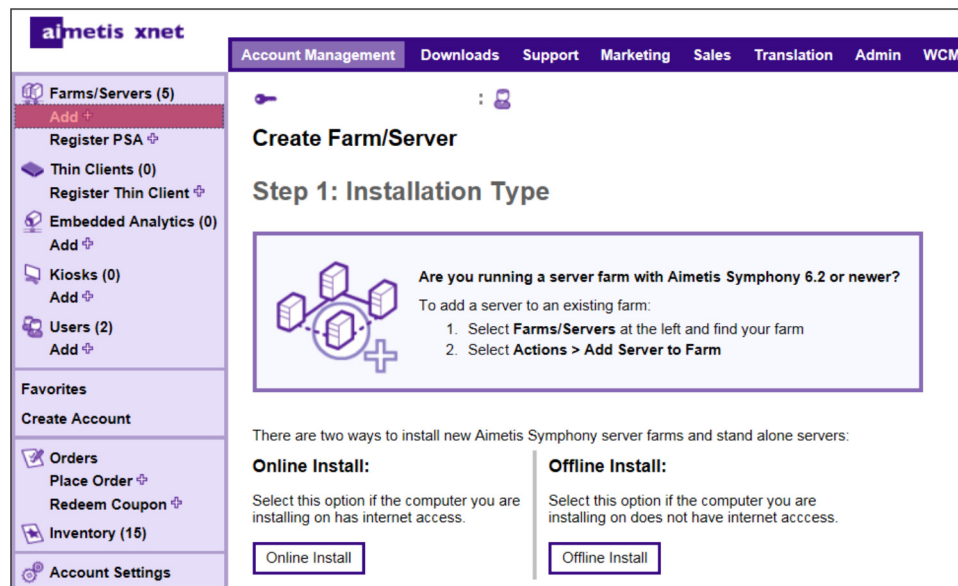 aimetis xnet
Account Management Downloads Support Marketing Sales Translation Admin WCM
Farms/Servers (5)
Add
Register PSA
Thin Clients (0)
Register Thin Client
Embedded Analytics (0)
Add
Kiosks (0)
Add
Users (2)
Add
Favorites
Create Account
Orders
Place Order
Redeem Coupon
Inventory (15)
Account Settings
:
Create Farm/Server
Step 1: Installation Type
Are you running a server farm with Aimetis Symphony 6.2 or newer?
To add a server to an existing farm:
1. Select Farms/Servers at the left and find your farm
2. Select Actions > Add Server to Farm
There are two ways to install new Aimetis Symphony server farms and stand alone servers:
Online Install:
Select this option if the computer you are
installing on has internet access.
Online Install
Offline Install:
Select this option if the computer you are
installing on does not have internet acccess.
Offline Install